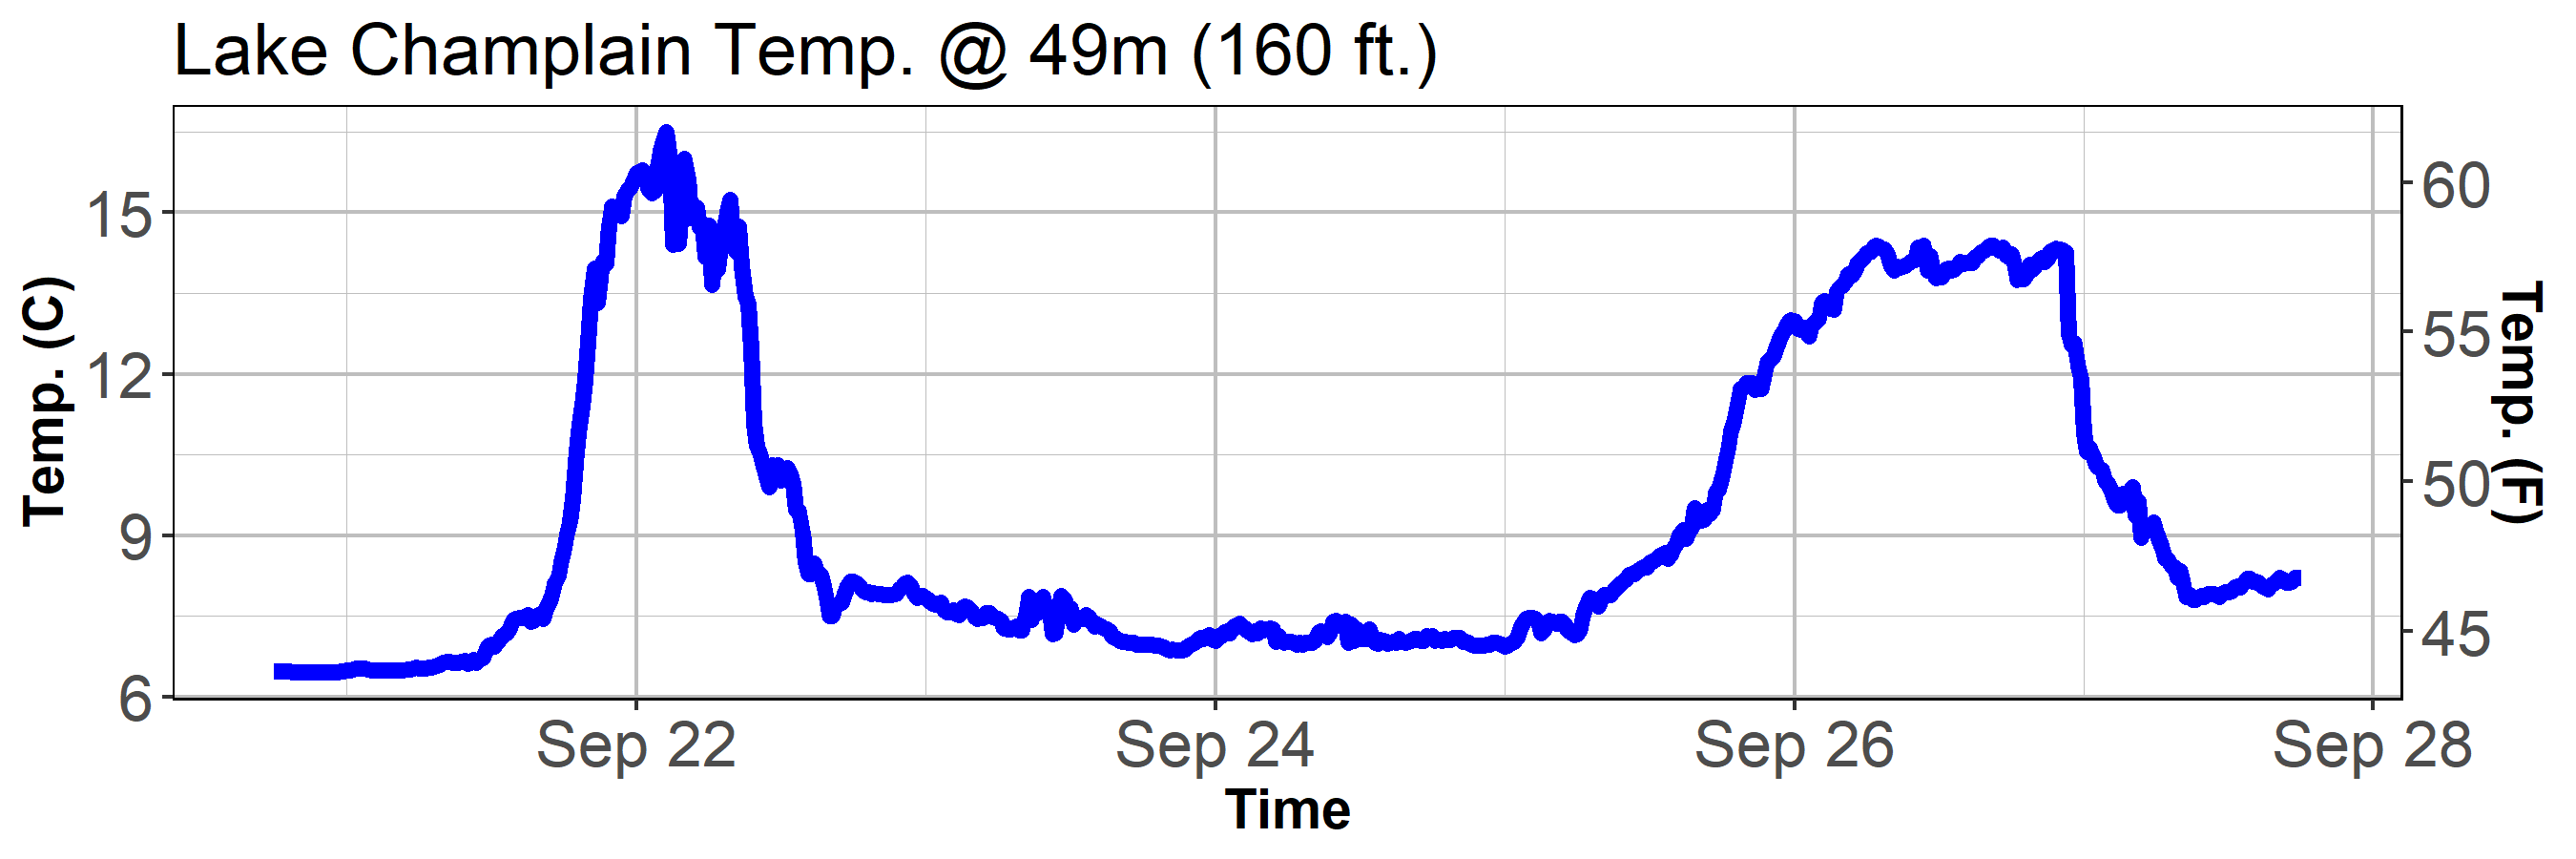 Lake Champlain Temp. @ 49m (160 ft.)
Temp. (C)
15
12
9
6
60
55
50
45
Temp. (F)
Sep 22 Sep 24 Sep 26 Sep 28
Time